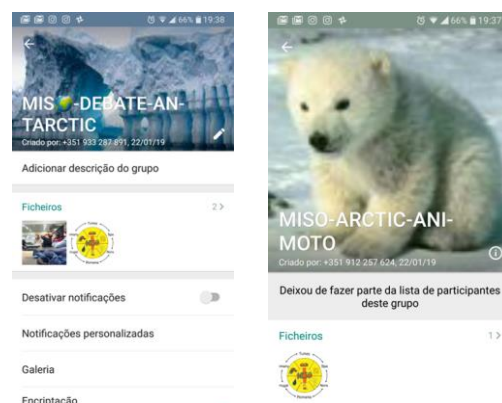 66% 19:38
MIS -DEBATE-AN-
TARCTIC
Criado por: +351 933 287 891, 22/01/19
Adicionar descrição do grupo
Ficheiros 2 >
Desativar notificações
Notificações personalizadas
Galeria
Encriptação
66% 19:37
MISO-ARCTIC-ANI-
MOTO
Criado por: +351 912 257 624, 22/01/19
Deixou de fazer parte da lista de participantes
deste grupo
Ficheiros 1 >